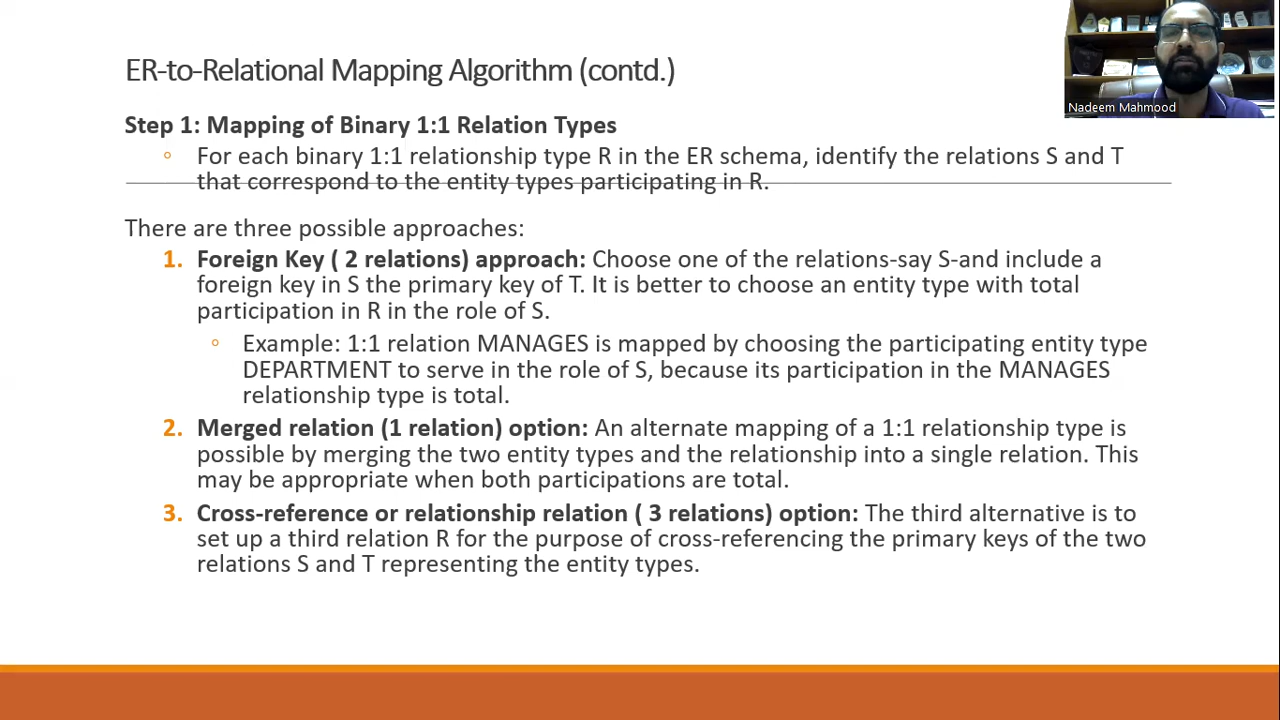 ER-to-Relational Mapping Algorithm (contd.)
Nadeem Mahmood
Step 1: Mapping of Binary 1:1 Relation Types
For each binary 1:1 relationship type R in the ER schema, identify the relations S and T
that correspond to the entity types participating in R.
There are three possible approaches:
1. Foreign Key ( 2 relations) approach: Choose one of the relations-say S-and include a
foreign key in S the primary key of T. It is better to choose an entity type with total
participation in R in the role of S.
Example: 1:1 relation MANAGES is mapped by choosing the participating entity type
DEPARTMENT to serve in the role of S, because its participation in the MANAGES
relationship type is total.
2. Merged relation (1 relation) option: An alternate mapping of a 1:1 relationship type is
possible by merging the two entity types and the relationship into a single relation. This
may be appropriate when both participations are total.
3. Cross-reference or relationship relation ( 3 relations) option: The third alternative is to
set up a third relation R for the purpose of cross-referencing the primary keys of the two
relations S and T representing the entity types.